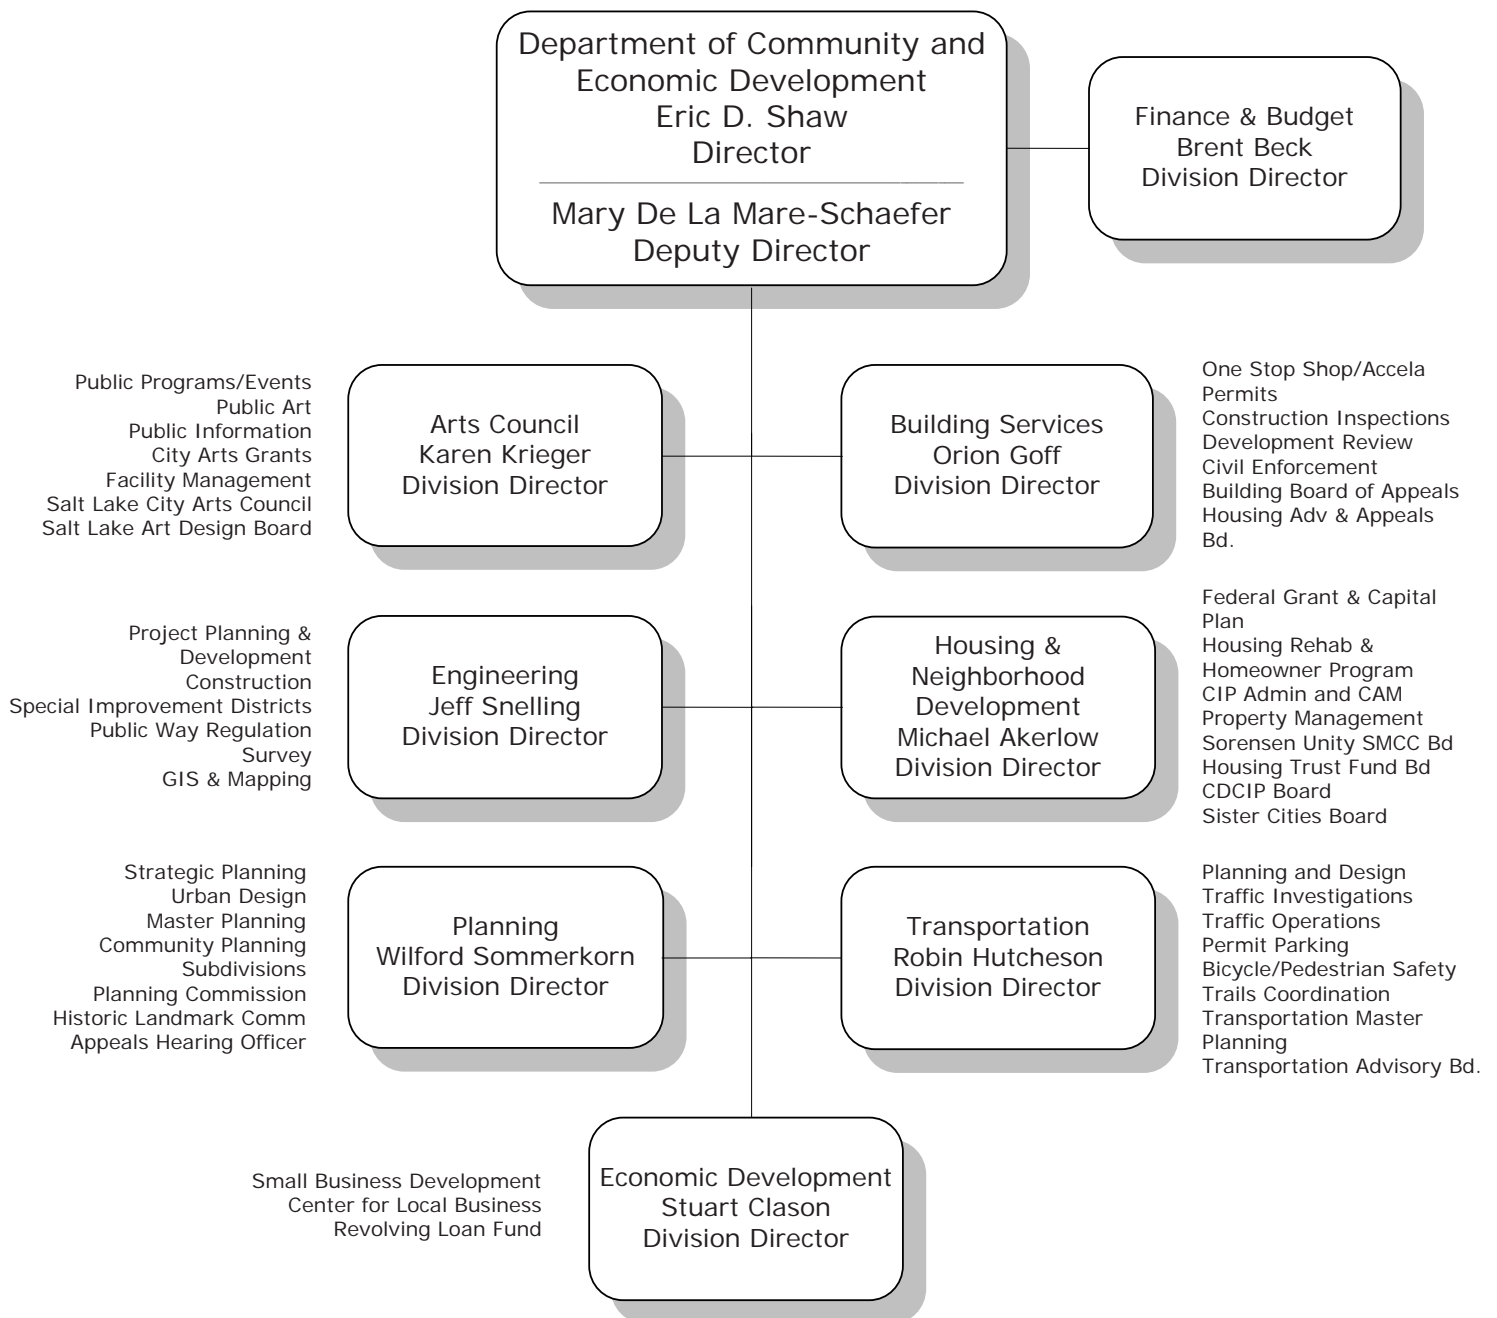 Department of Community and
Economic Development
Eric D. Shaw
Director
Mary De La Mare-Schaefer
Deputy Director
Finance & Budget
Brent Beck
Division Director
Public Programs/Events
Public Art
Public Information
City Arts Grants
Facility Management
Salt Lake City Arts Council
Salt Lake Art Design Board
Arts Council
Karen Krieger
Division Director
Building Services
Orion Goff
Division Director
One Stop Shop/Accela
Permits
Construction Inspections
Development Review
Civil Enforcement
Building Board of Appeals
Housing Adv & Appeals
Bd.
Project Planning &
Development
Construction
Special Improvement Districts
Public Way Regulation
Survey
GIS & Mapping
Engineering
Jeff Snelling
Division Director
Housing &
Neighborhood
Development
Michael Akerlow
Division Director
Federal Grant & Capital
Plan
Housing Rehab &
Homeowner Program
CIP Admin and CAM
Property Management
Sorensen Unity SMCC Bd
Housing Trust Fund Bd
CDCIP Board
Sister Cities Board
Strategic Planning
Urban Design
Master Planning
Community Planning
Subdivisions
Planning Commission
Historic Landmark Comm
Appeals Hearing Officer
Planning
Wilford Sommerkorn
Division Director
Transportation
Robin Hutcheson
Division Director
Planning and Design
Traffic Investigations
Traffic Operations
Permit Parking
Bicycle/Pedestrian Safety
Trails Coordination
Transportation Master
Planning
Transportation Advisory Bd.
Small Business Development
Center for Local Business
Revolving Loan Fund
Economic Development
Stuart Clason
Division Director